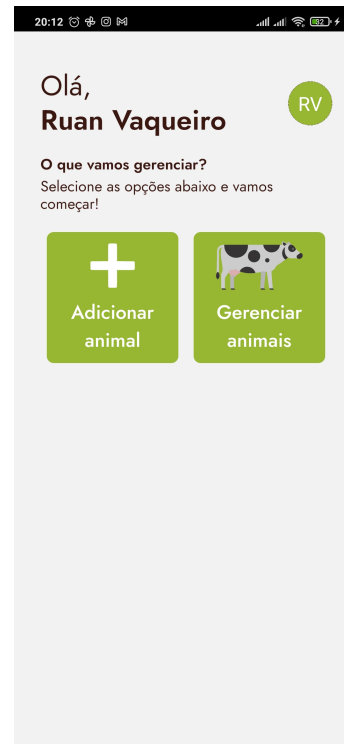 20:12
82
Olá,
Ruan Vaqueiro
RV
O que vamos gerenciar?
Selecione as opções abaixo e vamos
começar!
Adicionar
animal
Gerenciar
animais